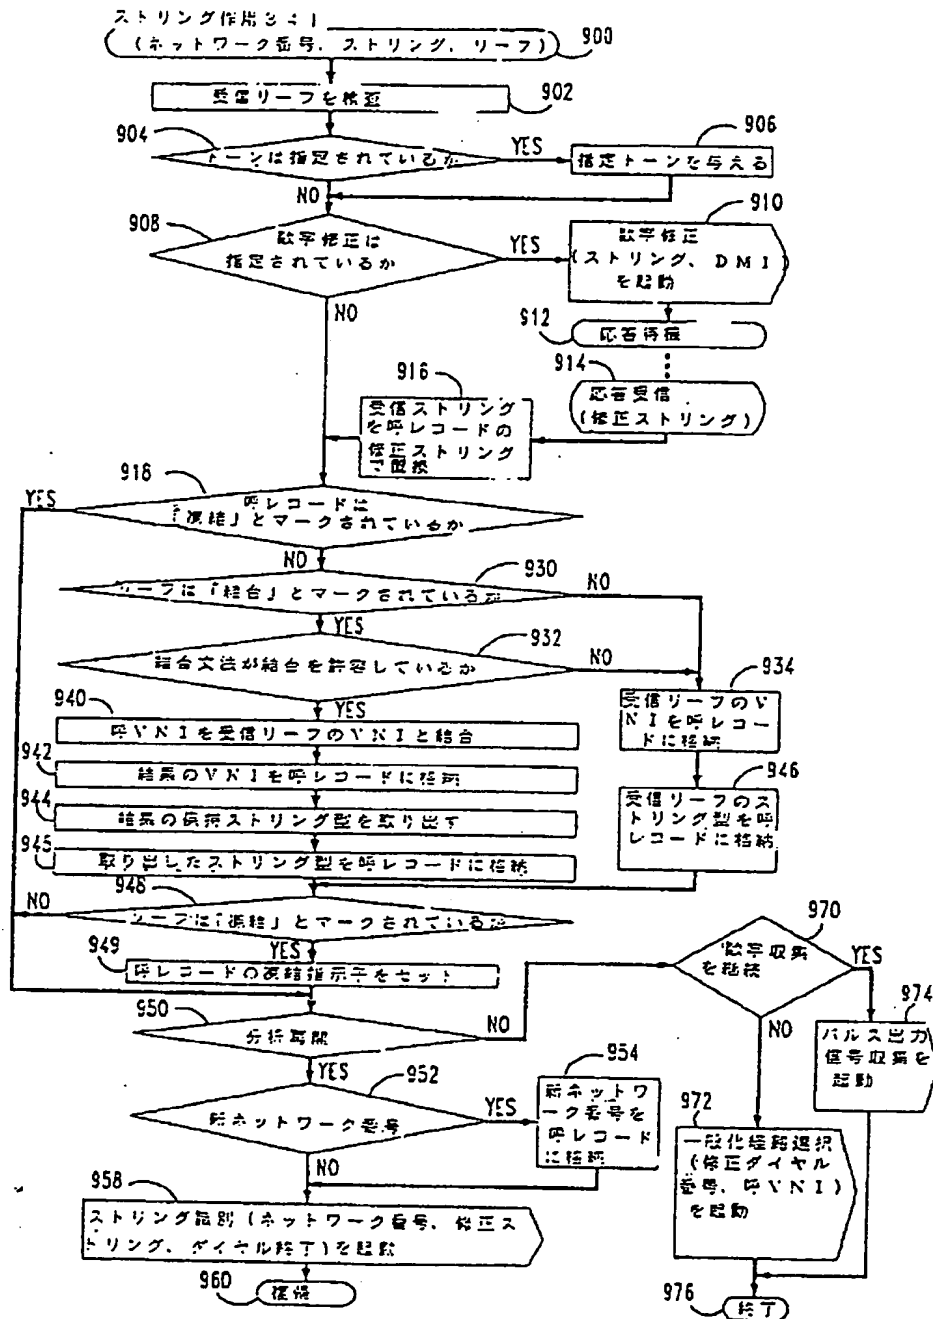 ストリング作用341
(ネットワーク番号、ストリング、リーフ)
900
受信リーフを検査
902
904
トーンは指定されているか
YES
906
指定トーンを与える
NO
908
数字修正は
指定されているか
YES
910
数字修正
(ストリング、DMI)
を起動
NO
912
応答待機
914
応答受信
(修正ストリング)
916
受信ストリング
を呼レコードの
修正ストリング
で置換
918
YES
呼レコードは
「凍結」とマークされているか
NO
930
リーフは「結合」とマークされているか
NO
YES
932
結合文法が結合を許容しているか
NO
YES
934
受信リーフのV
NIを呼レコー
ドに格納
940
呼VNIを受信リーフのVNIと結合
942
結果のVNIを呼レコードに格納
946
受信リーフのス
トリング型を呼
レコードに格納
944
結果の依存ストリング型を取り出す
945
取り出したストリング型を呼レコードに格納
948
NO
リーフは「凍結」とマークされているか
YES
949
呼レコードの凍結指示子をセット
950
分析再開
NO
YES
970
数字収集
を継続
YES
NO
974
パルス出力
信号収集を
起動
952
新ネットワーク番号
YES
954
新ネットワ
ーク番号を
呼レコード
に格納
NO
972
一般化経路選択
(修正ダイヤル
番号、呼VNI)
を起動
958
ストリング識別(ネットワーク番号、修正ス
トリング、ダイヤル終了)を起動
960
復帰
976
終了